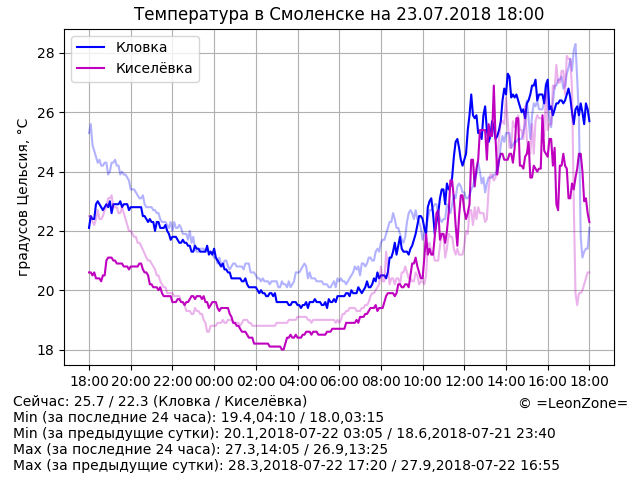 Температура в Смоленске на 23.07.2018 18:00
Кловка
Киселёвка
градусов Цельсия, °C
28
26
24
22
20
18
18:00 20:00 22:00 00:00 02:00 04:00 06:00 08:00 10:00 12:00 14:00 16:00 18:00
Сейчас: 25.7 / 22.3 (Кловка / Киселёвка)
© =LeonZone=
Min (за последние 24 часа): 19.4,04:10 / 18.0,03:15
Min (за предыдущие сутки): 20.1,2018-07-22 03:05 / 18.6,2018-07-21 23:40
Max (за последние 24 часа): 27.3,14:05 / 26.9,13:25
Max (за предыдущие сутки): 28.3,2018-07-22 17:20 / 27.9,2018-07-22 16:55